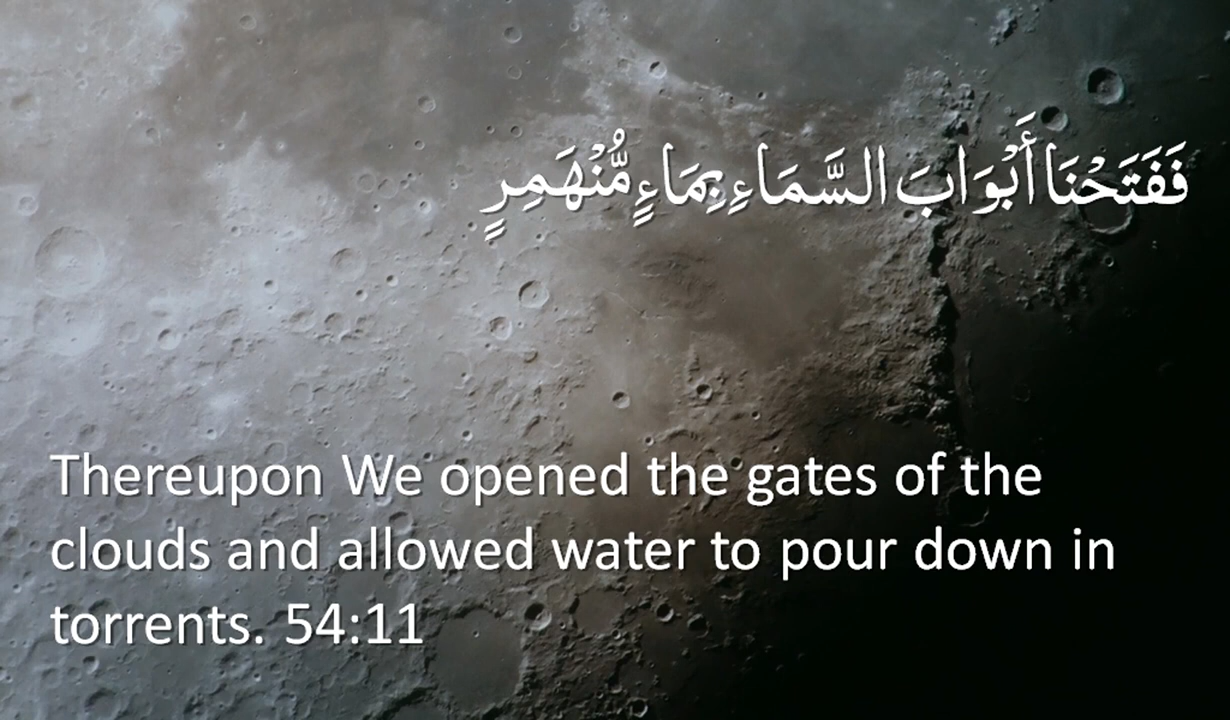 فَفَتَحْنَا أَبْوَابَ السَّمَاءِ بِمَاءٍ مُّنْهَمِرٍ
Thereupon We opened the gates of the
clouds and allowed water to pour down in
torrents. 54:11